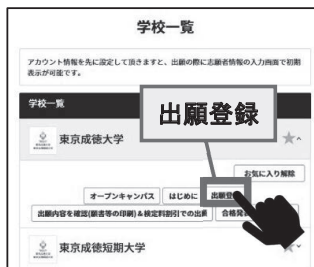 学校一覧
アカウント情報を先に設定して頂きますと、出願の際に志願者情報の入力画面で初期
表示が可能です。
学校一覧
出願登録
東京成徳大学
お気に入り解除
オープンキャンパス
はじめに
出願登
出願内容を確認(願書等の印刷)&検定料割引での出願
合格発
東京成徳短期大学